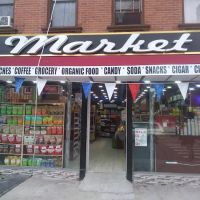 Market
CHES COFFEE * GROCERY * ORGANIC FOOD * CANDY * SODA * SNACKS * CIGAR * C